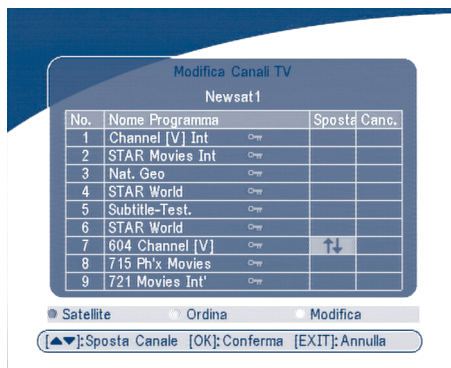 Modifica Canali TV
Newsat1
No. Nome Programma Sposta Canc.
1 Channel [V] Int
2 STAR Movies Int
3 Nat. Geo
4 STAR World
5 Subtitle-Test.
6 STAR World
7 604 Channel [V]
8 715 Ph'x Movies
9 721 Movies Int'
Satellite Ordina Modifica
[▲▼]: Sposta Canale [OK]: Conferma [EXIT]: Annulla